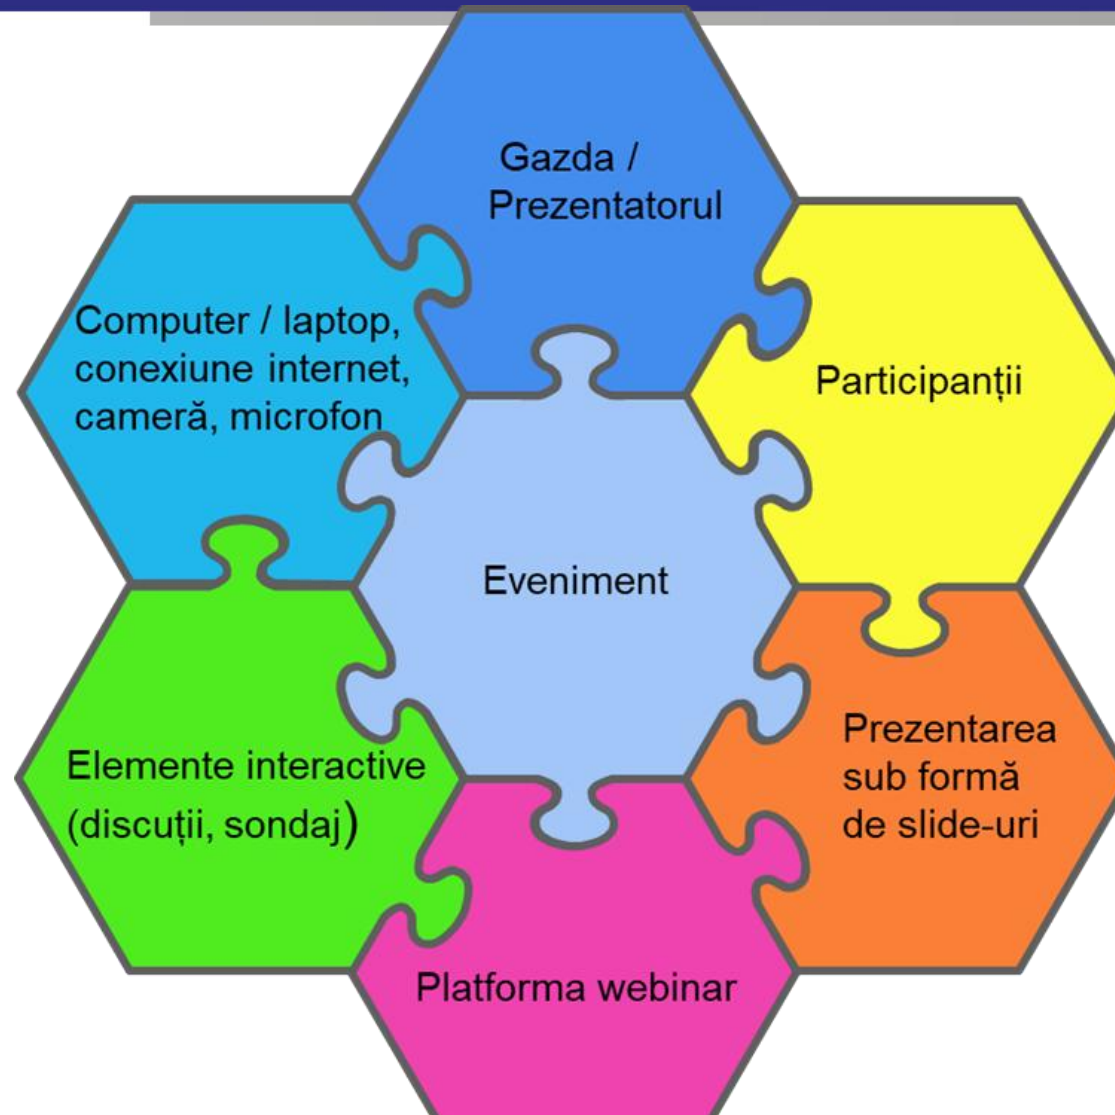 Gazda /
Prezentatorul
Computer / laptop,
conexiune internet,
cameră, microfon
Participanții
Eveniment
Elemente interactive
(discuții, sondaj)
Prezentarea
sub formă
de slide-uri
Platforma webinar